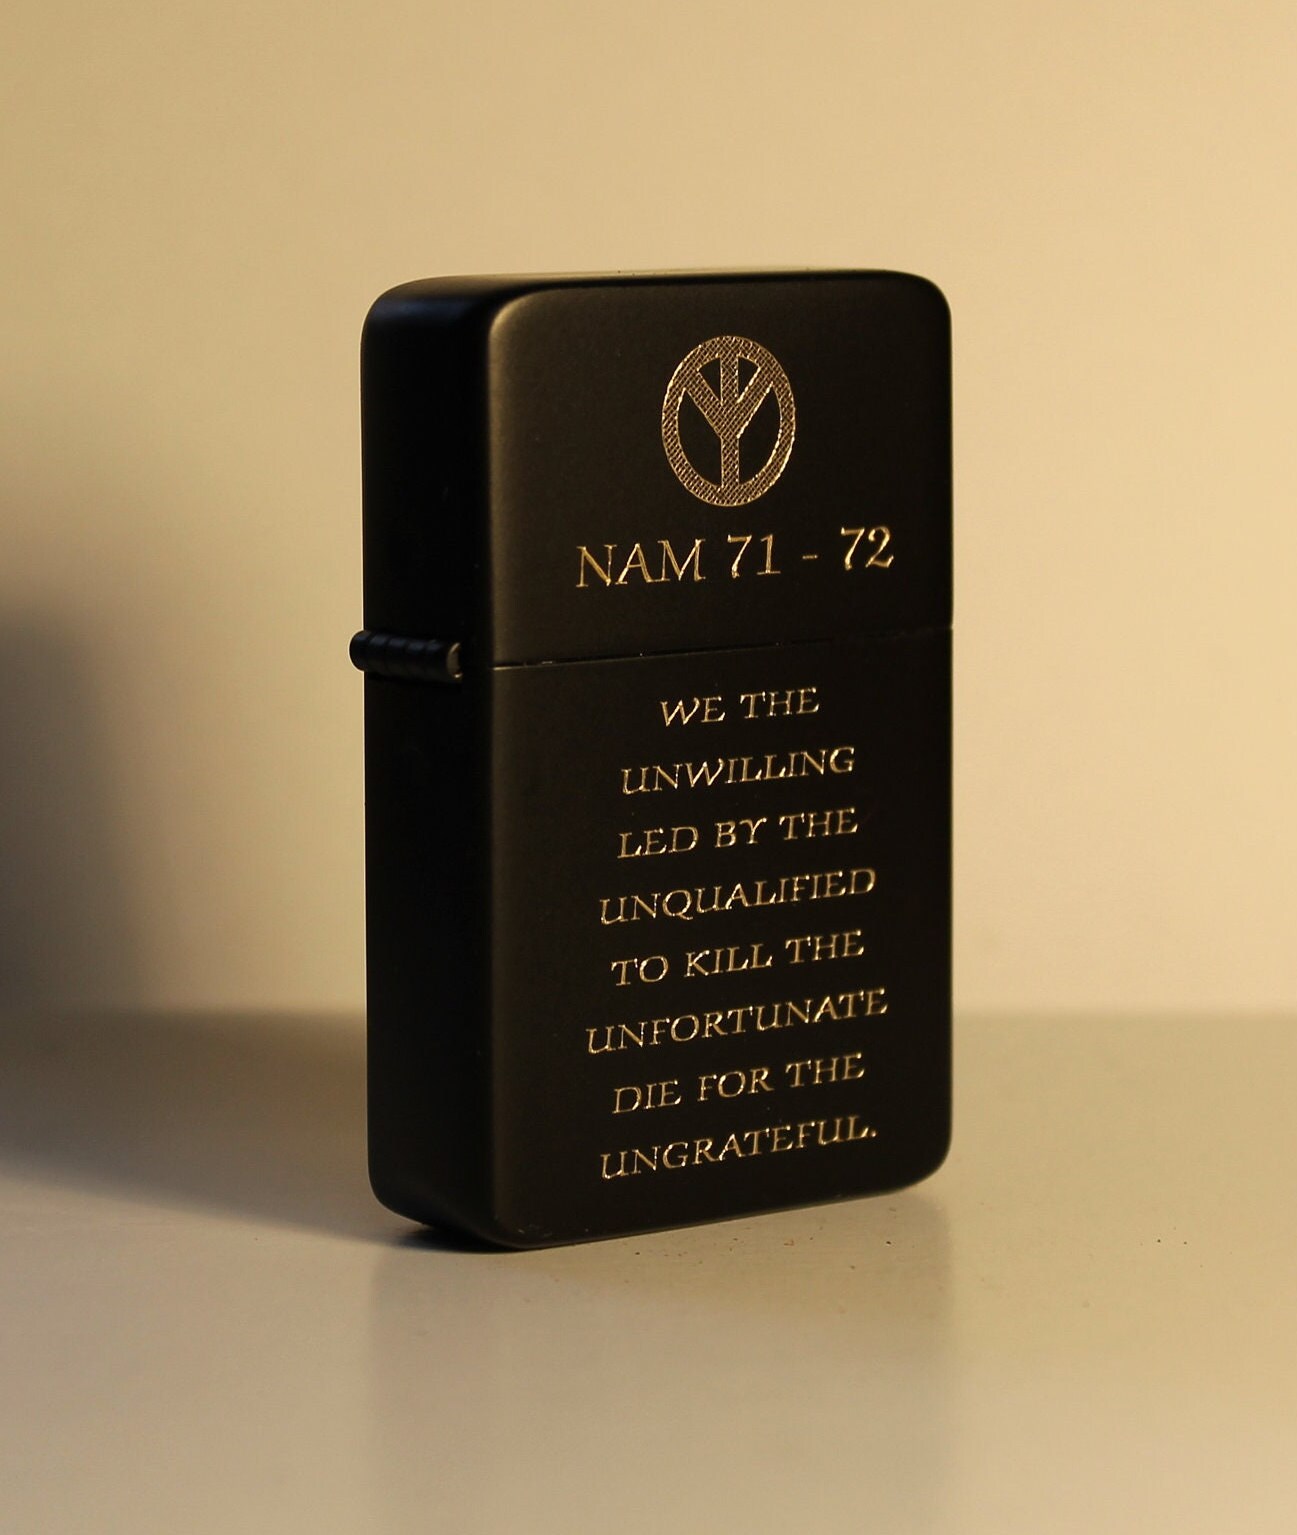 NAM 71 - 72
WE THE
UNWILLING
LED BY THE
UNQUALIFIED
TO KILL THE
UNFORTUNATE
DIE FOR THE
UNGRATEFUL.